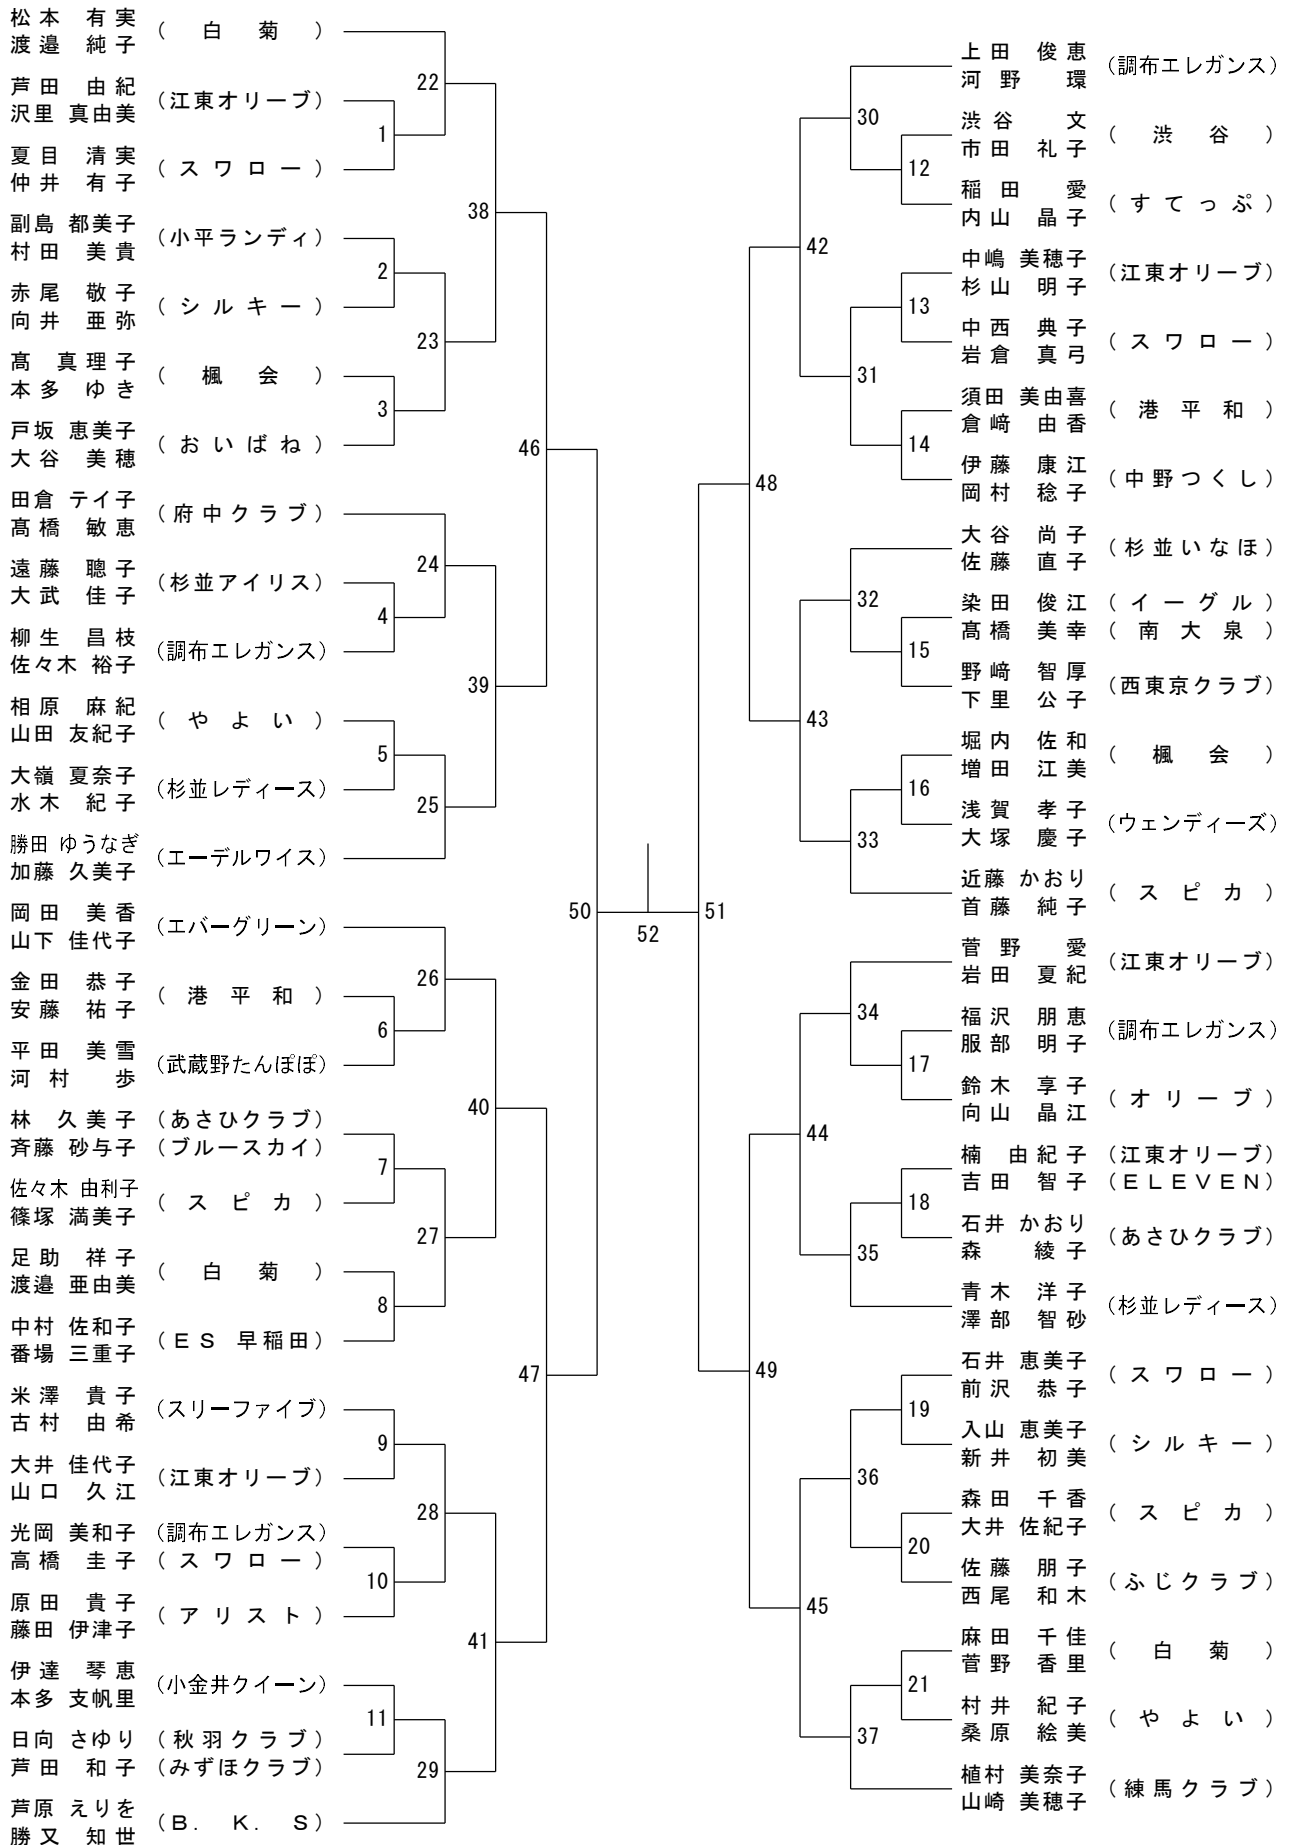 松本 有実 (白菊)
渡邉 純子
芦田 由紀 (江東オリーブ)
沢里 真由美
夏目 清実 (スワロー)
仲井 有子
副島 都美子 (小平ランディ)
村田 美貴
赤尾 敬子 (シルキー)
向井 亜弥
髙 真理子 (楓会)
本多 ゆき
戸坂 恵美子 (おいばね)
大谷 美穂
田倉 テイ子 (府中クラブ)
髙橋 敏恵
遠藤 聰子 (杉並アイリス)
大武 佳子
柳生 昌枝 (調布エレガンス)
佐々木 裕子
相原 麻紀 (やよい)
山田 友紀子
大嶺 夏奈子 (杉並レディース)
水木 紀子
勝田 ゆうなぎ (エーデルワイス)
加藤 久美子
岡田 美香 (エバーグリーン)
山下 佳代子
金田 恭子 (港平和)
安藤 祐子
平田 美雪 (武蔵野たんぽぽ)
河村 歩
林 久美子 (あさひクラブ)
斉藤 砂与子 (ブルースカイ)
佐々木 由利子 (スピカ)
篠塚 満美子
足助 祥子 (白菊)
渡邉 亜由美
中村 佐和子 (ES 早稲田)
番場 三重子
米澤 貴子 (スリーファイブ)
古村 由希
大井 佳代子 (江東オリーブ)
山口 久江
光岡 美和子 (調布エレガンス)
高橋 圭子 (スワロー)
原田 貴子 (アリスト)
藤田 伊津子
伊達 琴恵 (小金井クイーン)
本多 支帆里
日向 さゆり (秋羽クラブ)
芦田 和子 (みずほクラブ)
芦原 えりを (B. K. S)
勝又 知世
1
2
3
4
5
6
7
8
9
10
11
22
23
24
25
26
27
28
29
38
39
40
41
46
47
50
52
51
48
49
42
43
44
45
30
31
32
33
34
35
36
37
12
13
14
15
16
17
18
19
20
21
上田 俊恵 (調布エレガンス)
河野 環
渋谷 文 (渋谷)
市田 礼子
稲田 愛 (すてっぷ)
内山 晶子
中嶋 美穂子 (江東オリーブ)
杉山 明子
中西 典子 (スワロー)
岩倉 真弓
須田 美由喜 (港平和)
倉﨑 由香
伊藤 康江 (中野つくし)
岡村 稔子
大谷 尚子 (杉並いなほ)
佐藤 直子
染田 俊江 (イーグル)
髙橋 美幸 (南大泉)
野﨑 智厚 (西東京クラブ)
下里 公子
堀内 佐和 (楓会)
増田 江美
浅賀 孝子 (ウェンディーズ)
大塚 慶子
近藤 かおり (スピカ)
首藤 純子
菅野 愛 (江東オリーブ)
岩田 夏紀
福沢 朋恵 (調布エレガンス)
服部 明子
鈴木 享子 (オリーブ)
向山 晶江
楠 由紀子 (江東オリーブ)
吉田 智子 (ELEVEN)
石井 かおり (あさひクラブ)
森 綾子
青木 洋子 (杉並レディース)
澤部 智砂
石井 恵美子 (スワロー)
前沢 恭子
入山 恵美子 (シルキー)
新井 初美
森田 千香 (スピカ)
大井 佐紀子
佐藤 朋子 (ふじクラブ)
西尾 和木
麻田 千佳 (白菊)
菅野 香里
村井 紀子 (やよい)
桑原 絵美
植村 美奈子 (練馬クラブ)
山崎 美穂子